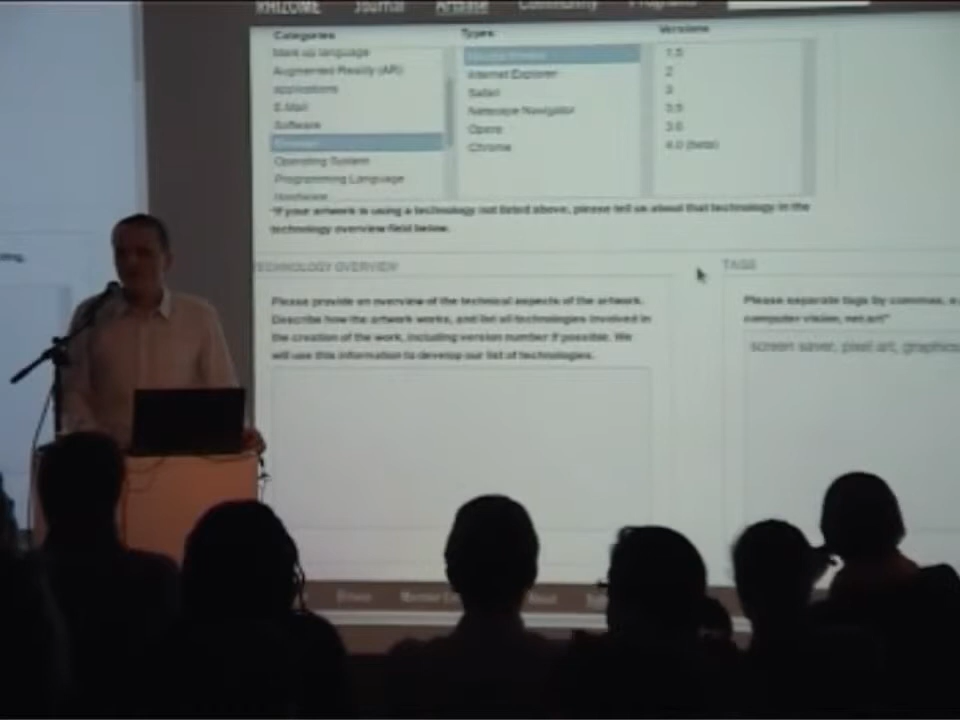 RHIZOME Journal Artbase Community Programs
Categories Types Versions
Mark up language
Augmented Reality (AR)
applications
E-Mail
Software
Browser
Operating System
Programming Language
Hardware
Internet Explorer
Safari
Netscape Navigator
Opera
Chrome
1.5
2
3
3.5
3.6
4.0 (beta)
*If your artwork is using a technology not listed above, please tell us about that technology in the
technology overview field below.
TECHNOLOGY OVERVIEW
Please provide an overview of the technical aspects of the artwork.
Describe how the artwork works, and list all technologies involved in
the creation of the work, including version number if possible. We
will use this information to develop our list of technologies.
TAGS
Please separate tags by commas,
computer vision, net.art"
screen saver, pixel art, graphics